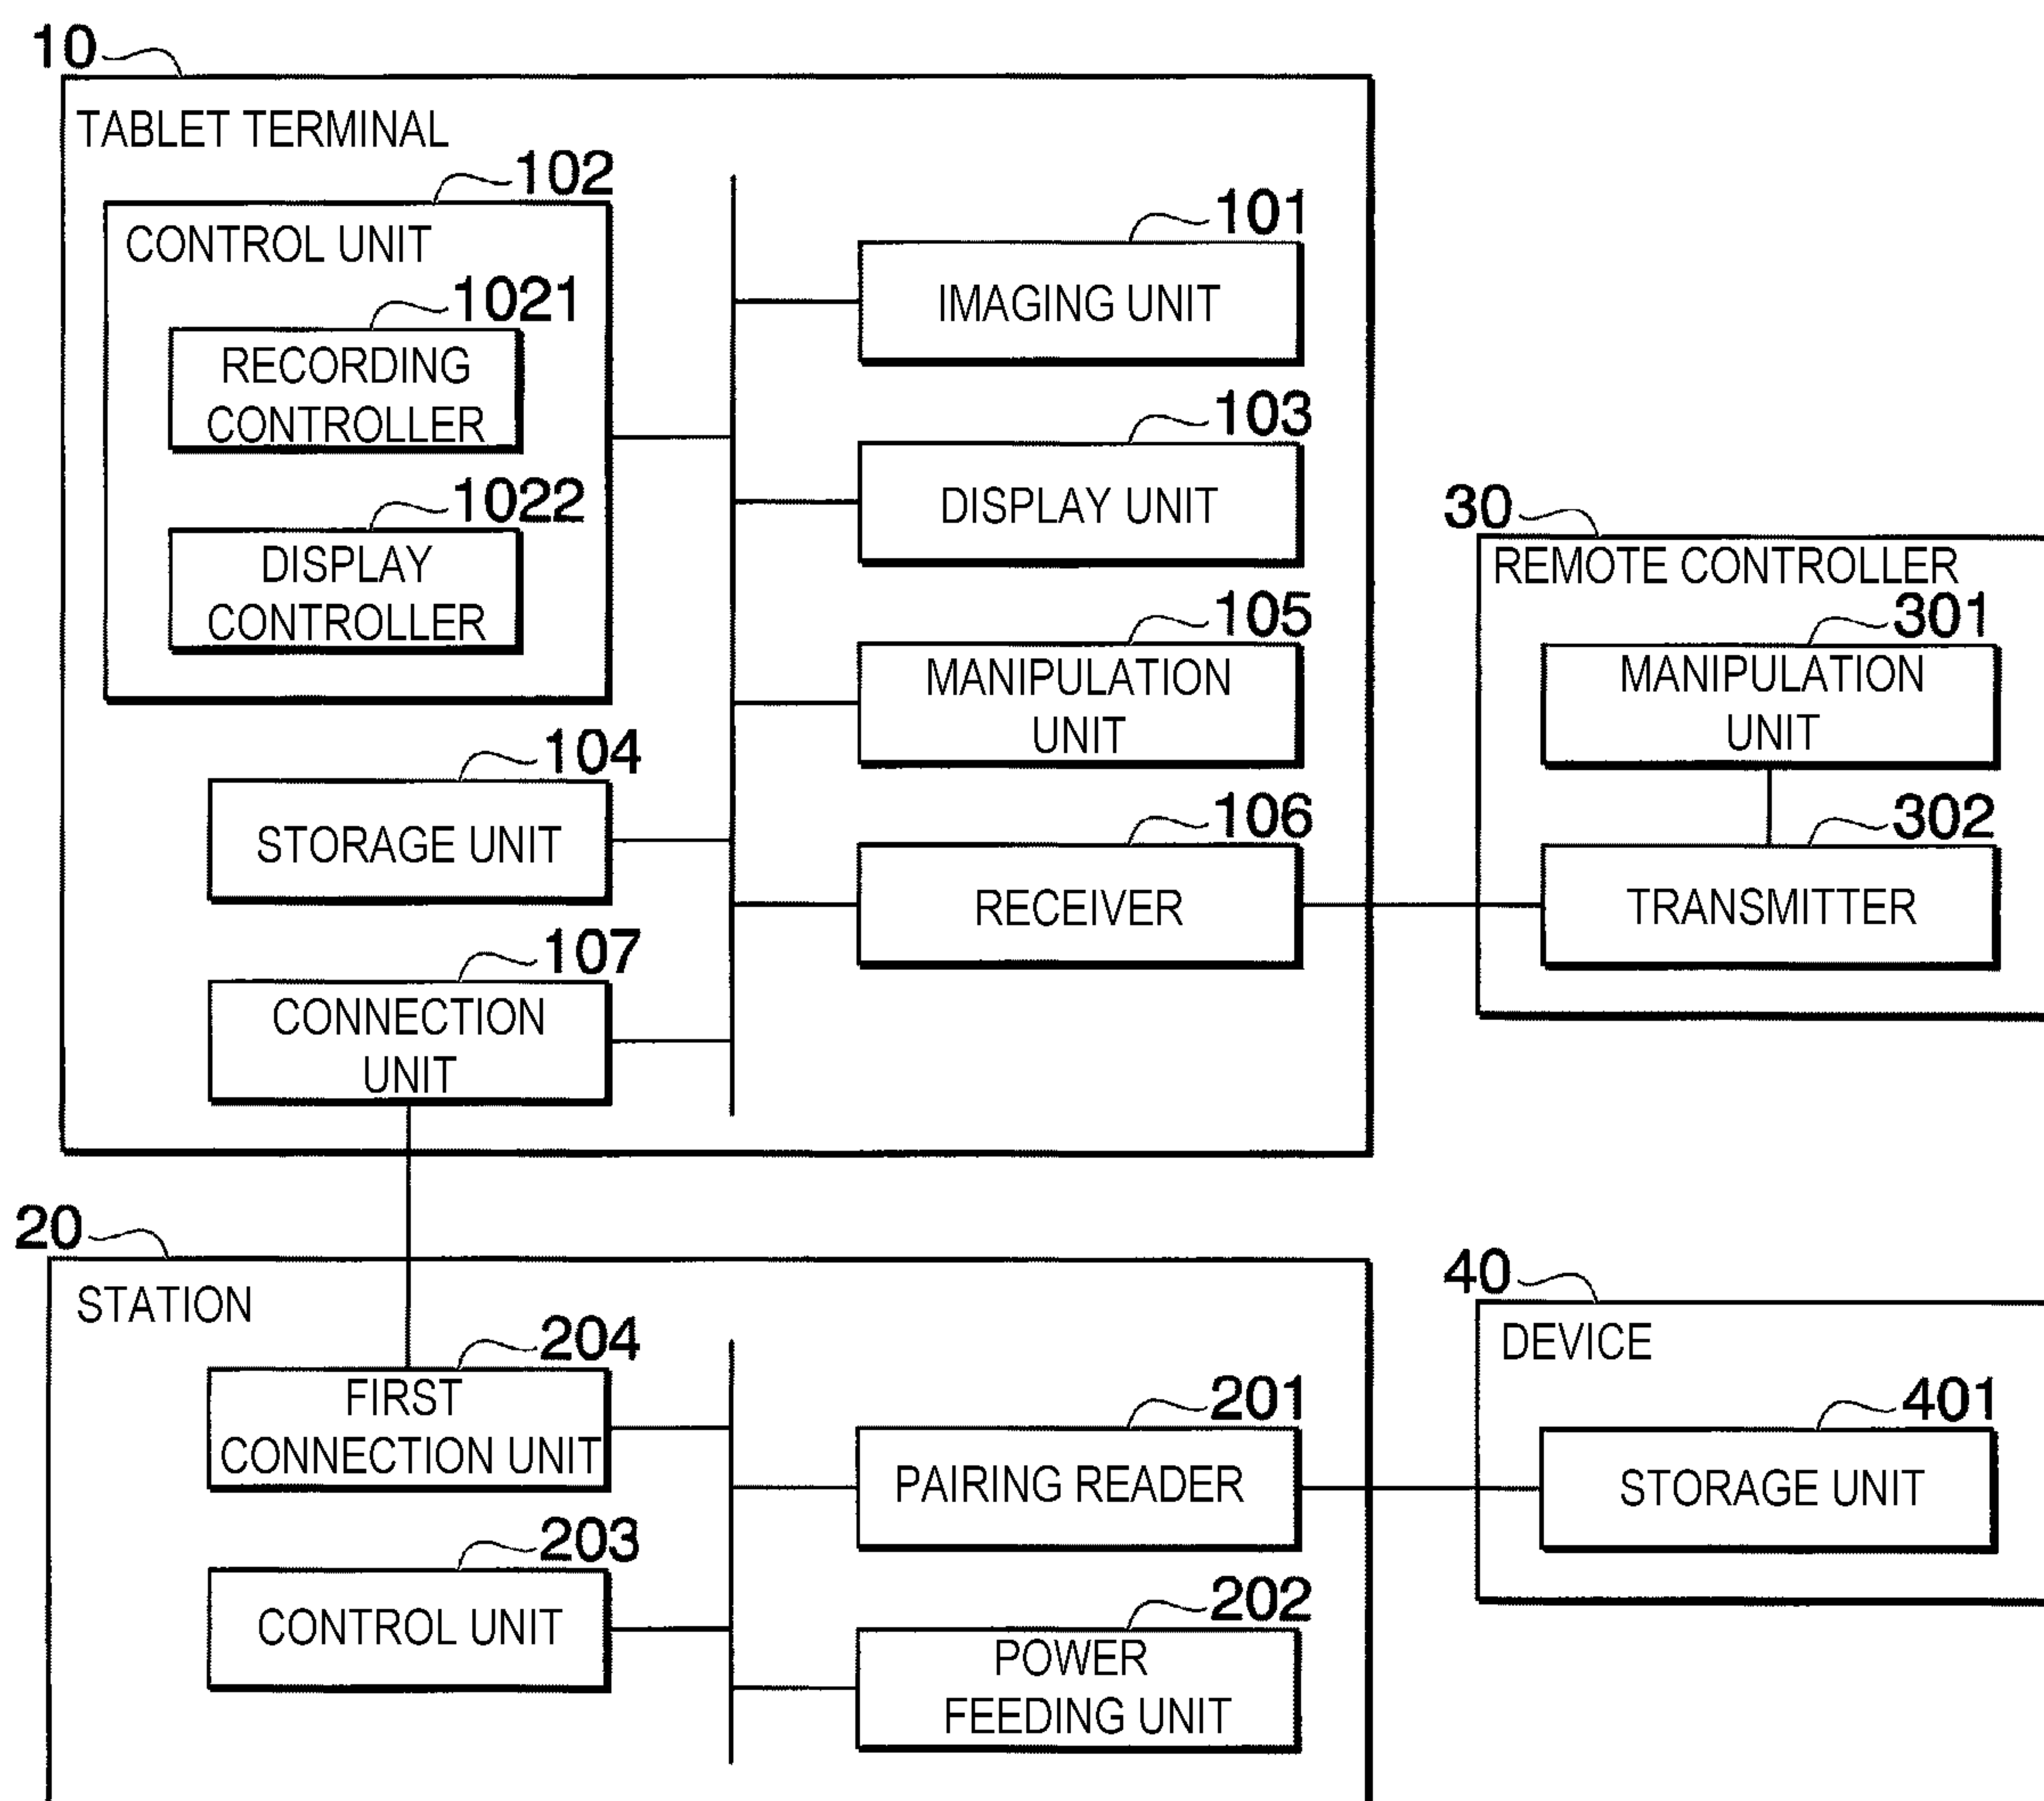 10
TABLET TERMINAL
102
CONTROL UNIT
1021
RECORDING
CONTROLLER
1022
DISPLAY
CONTROLLER
104
STORAGE UNIT
107
CONNECTION
UNIT
101
IMAGING UNIT
103
DISPLAY UNIT
105
MANIPULATION
UNIT
106
RECEIVER
30
REMOTE CONTROLLER
301
MANIPULATION
UNIT
302
TRANSMITTER
20
STATION
204
FIRST
CONNECTION UNIT
203
CONTROL UNIT
201
PAIRING READER
202
POWER
FEEDING UNIT
40
DEVICE
401
STORAGE UNIT